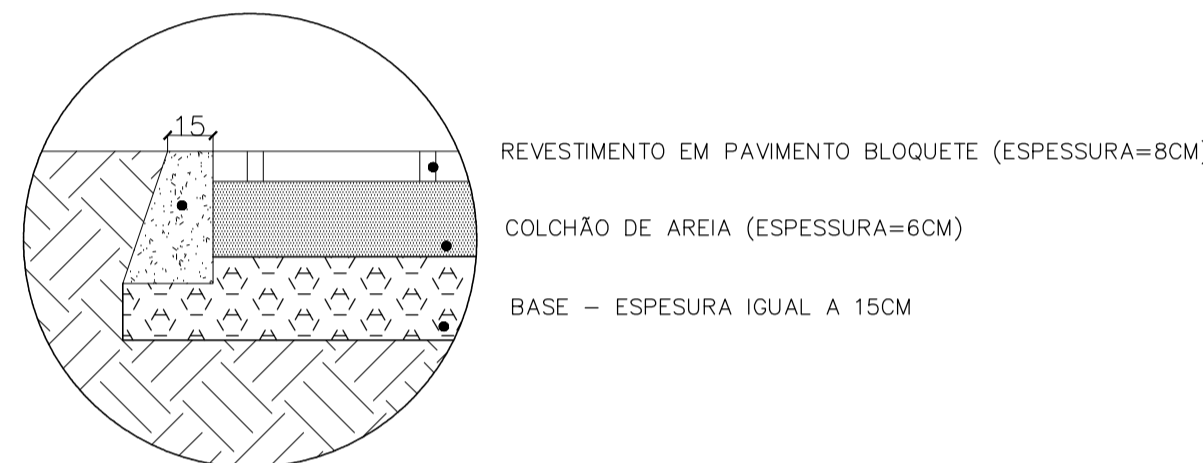 15
REVESTIMENTO EM PAVIMENTO BLOQUETE (ESPESSURA=8CM)
COLCHÃO DE AREIA (ESPESSURA=6CM)
BASE – ESPESURA IGUAL A 15CM